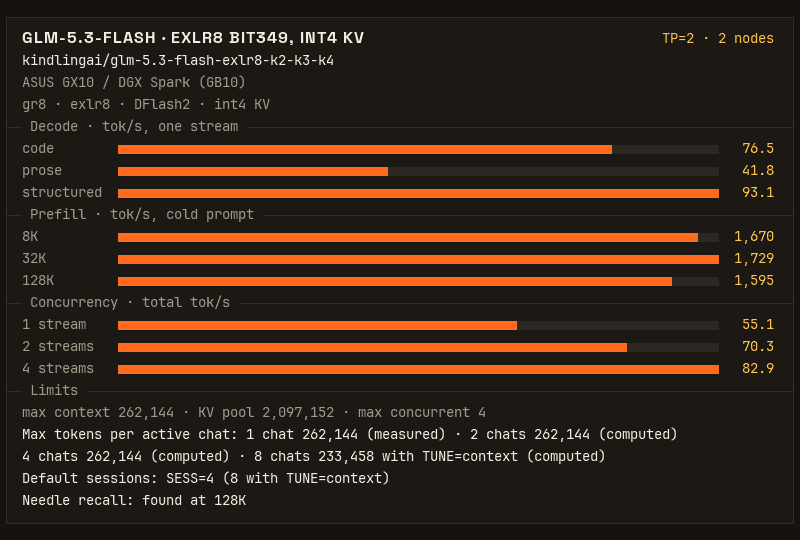 GLM-5.3-FLASH · EXLR8 BIT349, INT4 KV
TP=2 · 2 nodes
kindlingai/glm-5.3-flash-exlr8-k2-k3-k4
ASUS GX10 / DGX Spark (GB10)
gr8 · exlr8 · DFlash2 · int4 KV
Decode · tok/s, one stream
code 76.5
prose 41.8
structured 93.1
Prefill · tok/s, cold prompt
8K 1,670
32K 1,729
128K 1,595
Concurrency · total tok/s
1 stream 55.1
2 streams 70.3
4 streams 82.9
Limits
max context 262,144 · KV pool 2,097,152 · max concurrent 4
Max tokens per active chat: 1 chat 262,144 (measured) · 2 chats 262,144 (computed)
4 chats 262,144 (computed) · 8 chats 233,458 with TUNE=context (computed)
Default sessions: SESS=4 (8 with TUNE=context)
Needle recall: found at 128K